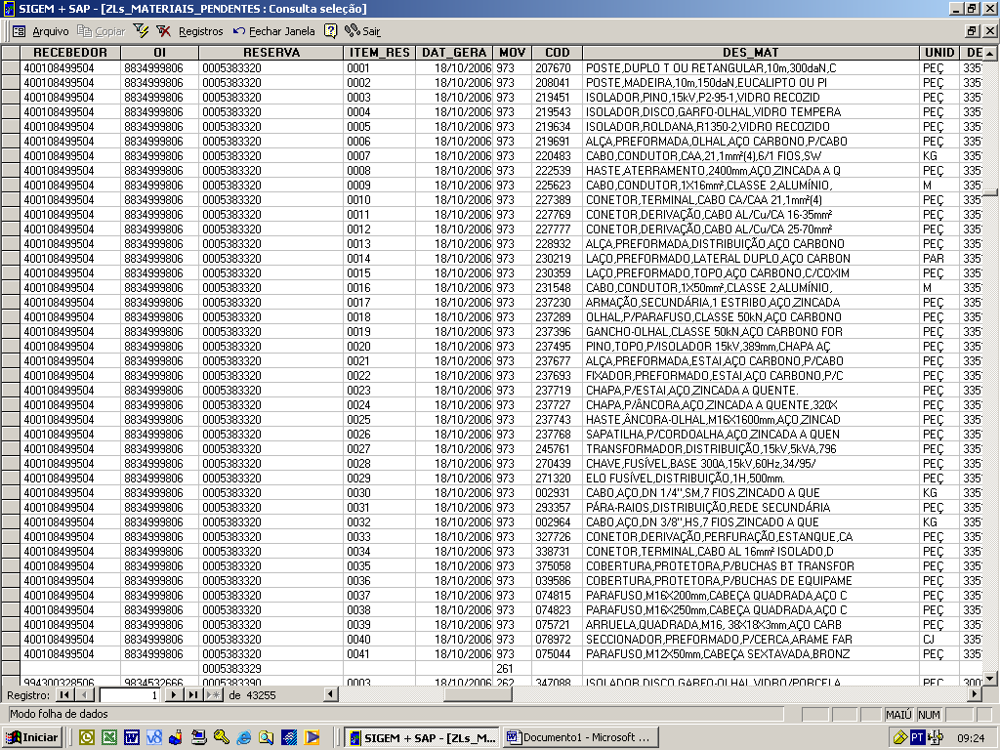 SIGEM + SAP - [ZLs_MATERIAIS_PENDENTES : Consulta seleção]
Arquivo Copiar Registros Fechar Janela Sair
RECEBEDOR OI RESERVA ITEM_RES DAT_GERA MOV COD DES_MAT UNID DE
400108499504 8834999806 0005383320 0001 18/10/2006 973 207670 POSTE,DUPLO T OU RETANGULAR,10m,300daN,C PEÇ 335
400108499504 8834999806 0005383320 0002 18/10/2006 973 208041 POSTE,MADEIRA,10m,150daN,EUCALIPTO OU PI PEÇ 335
400108499504 8834999806 0005383320 0003 18/10/2006 973 219451 ISOLADOR,PINO,15kV,P2-95-1,VIDRO RECOZID PEÇ 335
400108499504 8834999806 0005383320 0004 18/10/2006 973 219543 ISOLADOR,DISCO,GARFO-OLHAL,VIDRO TEMPERA PEÇ 335
400108499504 8834999806 0005383320 0005 18/10/2006 973 219634 ISOLADOR,ROLDANA,R1350-2,VIDRO RECOZIDO PEÇ 335
400108499504 8834999806 0005383320 0006 18/10/2006 973 219691 ALÇA,PREFORMADA,OLHAL,AÇO CARBONO,P/CABO PEÇ 335
400108499504 8834999806 0005383320 0007 18/10/2006 973 220483 CABO,CONDUTOR,CAA,21,1mm²(4),6/1 FIOS,SW KG 335
400108499504 8834999806 0005383320 0008 18/10/2006 973 222539 HASTE,ATERRAMENTO,2400mm,AÇO,ZINCADA A Q PEÇ 335
400108499504 8834999806 0005383320 0009 18/10/2006 973 225623 CABO,CONDUTOR,1X16mm²,CLASSE 2,ALUMÍNIO, M 335
400108499504 8834999806 0005383320 0010 18/10/2006 973 227389 CONETOR,TERMINAL,CABO CA/CAA 21,1mm²(4) PEÇ 335
400108499504 8834999806 0005383320 0011 18/10/2006 973 227769 CONETOR,DERIVAÇÃO,CABO AL/Cu/CA 16-35mm² PEÇ 335
400108499504 8834999806 0005383320 0012 18/10/2006 973 227777 CONETOR,DERIVAÇÃO,CABO AL/Cu/CA 25-70mm² PEÇ 335
400108499504 8834999806 0005383320 0013 18/10/2006 973 228932 ALÇA,PREFORMADA,DISTRIBUIÇÃO,AÇO CARBONO PEÇ 335
400108499504 8834999806 0005383320 0014 18/10/2006 973 230219 LAÇO,PREFORMADO,LATERAL DUPLO,AÇO CARBON PAR 335
400108499504 8834999806 0005383320 0015 18/10/2006 973 230359 LAÇO,PREFORMADO,TOPO,AÇO CARBONO,C/COXIM PEÇ 335
400108499504 8834999806 0005383320 0016 18/10/2006 973 231548 CABO,CONDUTOR,1X50mm²,CLASSE 2,ALUMÍNIO, M 335
400108499504 8834999806 0005383320 0017 18/10/2006 973 237230 ARMAÇÃO,SECUNDÁRIA,1 ESTRIBO,AÇO,ZINCADA PEÇ 335
400108499504 8834999806 0005383320 0018 18/10/2006 973 237289 OLHAL,P/PARAFUSO,CLASSE 50kN,AÇO CARBONO PEÇ 335
400108499504 8834999806 0005383320 0019 18/10/2006 973 237396 GANCHO-OLHAL,CLASSE 50kN,AÇO CARBONO FOR PEÇ 335
400108499504 8834999806 0005383320 0020 18/10/2006 973 237495 PINO,TOPO,P/ISOLADOR 15kV,389mm,CHAPA AÇ PEÇ 335
400108499504 8834999806 0005383320 0021 18/10/2006 973 237677 ALÇA,PREFORMADA,ESTAI,AÇO CARBONO,P/CABO PEÇ 335
400108499504 8834999806 0005383320 0022 18/10/2006 973 237693 FIXADOR,PREFORMADO,ESTAI,AÇO CARBONO,P/C PEÇ 335
400108499504 8834999806 0005383320 0023 18/10/2006 973 237719 CHAPA,P/ESTAI,AÇO,ZINCADA A QUENTE. PEÇ 335
400108499504 8834999806 0005383320 0024 18/10/2006 973 237727 CHAPA,P/ÂNCORA,AÇO,ZINCADA A QUENTE,320X PEÇ 335
400108499504 8834999806 0005383320 0025 18/10/2006 973 237743 HASTE,ÂNCORA-OLHAL,M16X1600mm,AÇO,ZINCAD PEÇ 335
400108499504 8834999806 0005383320 0026 18/10/2006 973 237768 SAPATILHA,P/CORDOALHA,AÇO,ZINCADA A QUEN PEÇ 335
400108499504 8834999806 0005383320 0027 18/10/2006 973 245761 TRANSFORMADOR,DISTRIBUIÇÃO,15kV,5kVA,796 PEÇ 335
400108499504 8834999806 0005383320 0028 18/10/2006 973 270439 CHAVE,FUSÍVEL,BASE 300A,15kV,60Hz,34/95/ PEÇ 335
400108499504 8834999806 0005383320 0029 18/10/2006 973 271320 ELO FUSÍVEL,DISTRIBUIÇÃO,1H,500mm. PEÇ 335
400108499504 8834999806 0005383320 0030 18/10/2006 973 002931 CABO,AÇO,DN 1/4",SM,7 FIOS,ZINCADO A QUE KG 335
400108499504 8834999806 0005383320 0031 18/10/2006 973 293357 PÁRA-RAIOS,DISTRIBUIÇÃO,REDE SECUNDÁRIA PEÇ 335
400108499504 8834999806 0005383320 0032 18/10/2006 973 002964 CABO,AÇO,DN 3/8",HS,7 FIOS,ZINCADO A QUE KG 335
400108499504 8834999806 0005383320 0033 18/10/2006 973 327726 CONETOR,DERIVAÇÃO,PERFURAÇÃO,ESTANQUE,CA PEÇ 335
400108499504 8834999806 0005383320 0034 18/10/2006 973 338731 CONETOR,TERMINAL,CABO AL 16mm² ISOLADO,D PEÇ 335
400108499504 8834999806 0005383320 0035 18/10/2006 973 375058 COBERTURA,PROTETORA,P/BUCHAS BT TRANSFOR PEÇ 335
400108499504 8834999806 0005383320 0036 18/10/2006 973 039586 COBERTURA,PROTETORA,P/BUCHAS DE EQUIPAME PEÇ 335
400108499504 8834999806 0005383320 0037 18/10/2006 973 074815 PARAFUSO,M16X200mm,CABEÇA QUADRADA,AÇO C PEÇ 335
400108499504 8834999806 0005383320 0038 18/10/2006 973 074823 PARAFUSO,M16X250mm,CABEÇA QUADRADA,AÇO C PEÇ 335
400108499504 8834999806 0005383320 0039 18/10/2006 973 075721 ARRUELA,QUADRADA,M16, 38X18X3mm,AÇO CARB PEÇ 335
400108499504 8834999806 0005383320 0040 18/10/2006 973 078972 SECCIONADOR,PREFORMADO,P/CERCA,ARAME FAR CJ 335
400108499504 8834999806 0005383320 0041 18/10/2006 973 075044 PARAFUSO,M12X50mm,CABEÇA SEXTAVADA,BRONZ PEÇ 335
0005383329 261
994300328506 9834532666 0005383390 0003 18/10/2006 262 347088 ISOLADOR,DISCO,GARFO-OLHAL,VIDRO/PORCELA PEÇ 300
Registro: 1 de 43255
Modo folha de dados MAIÚ NUM
Iniciar SIGEM + SAP - [ZLs_M... Documento1 - Microsoft ... PT 09:24